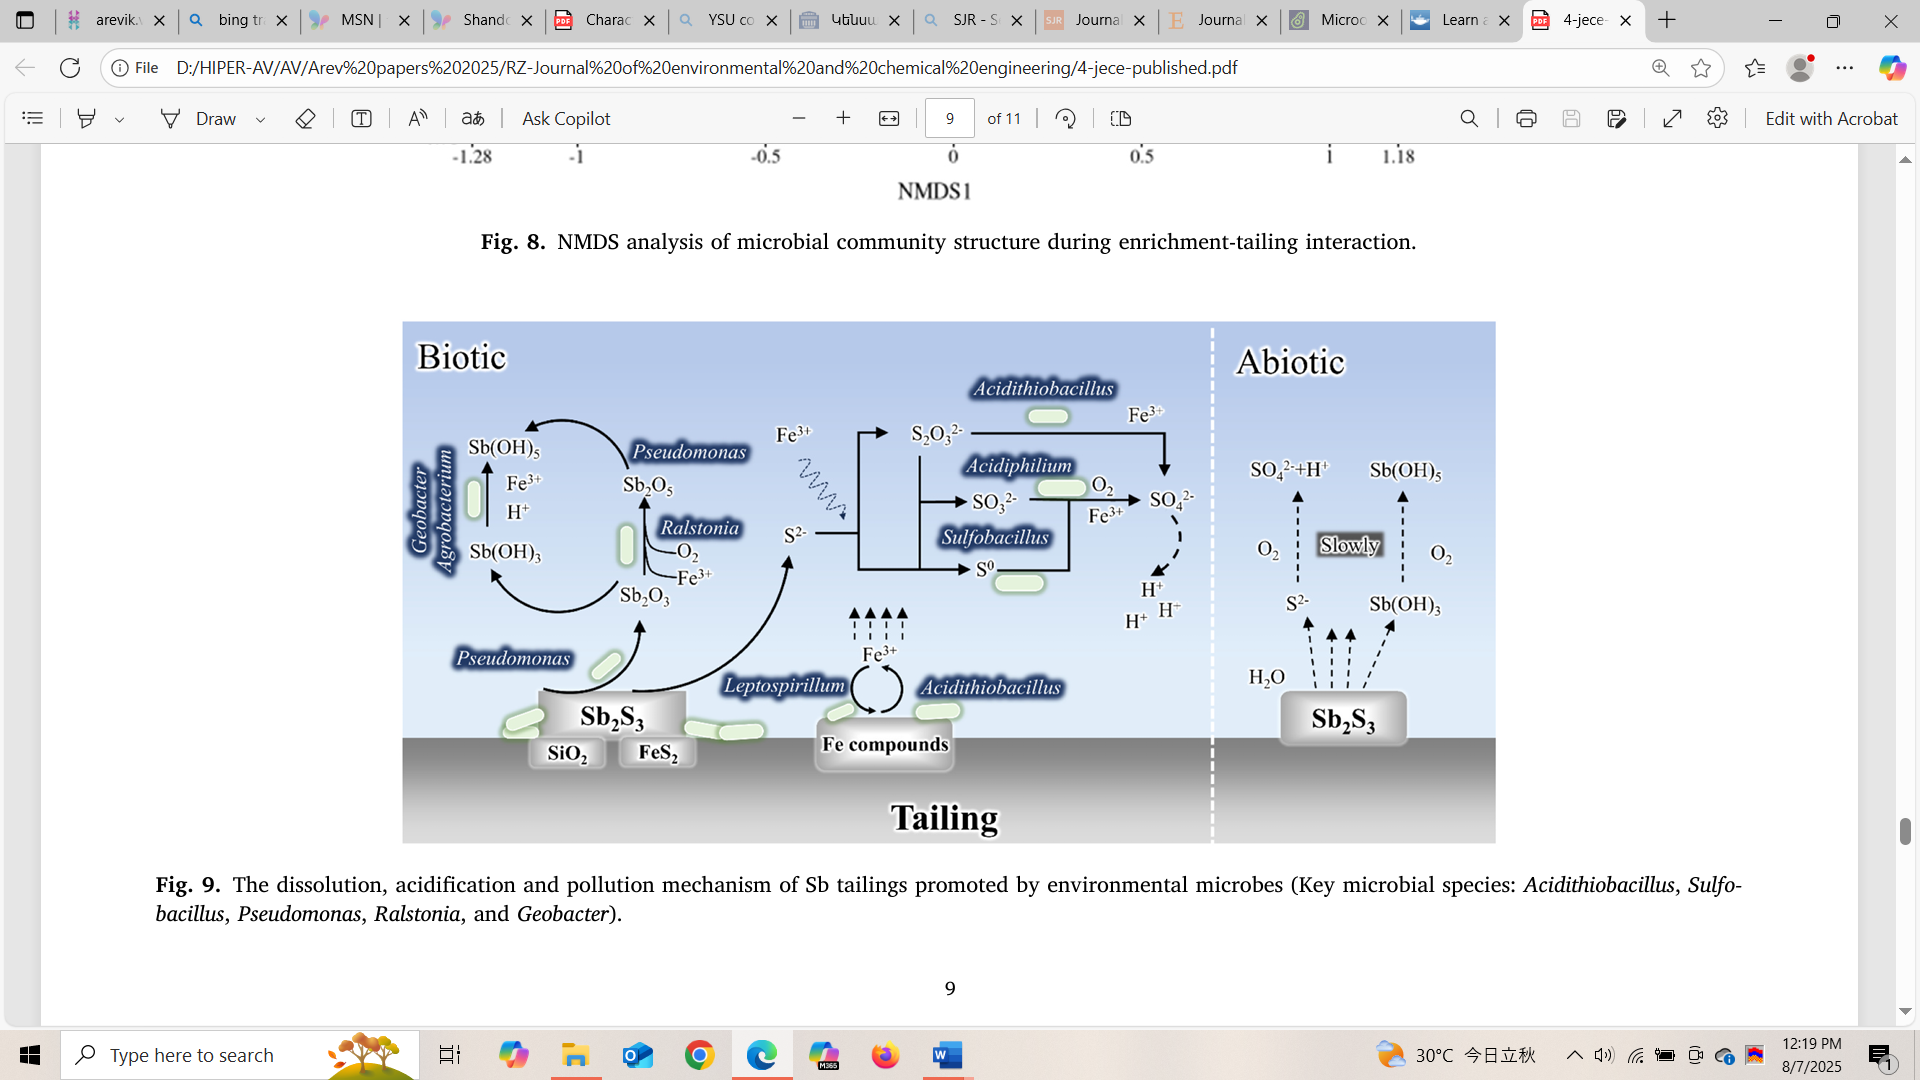 arevik.v
bing tr
MSN |
Shando
Charac
YSU co
Կենսա
SJR - S
Journal
Journal
Microo
Learn a
4-jece-
File
D:/HIPER-AV/AV/Arev%20papers%202025/RZ-Journal%20of%20environmental%20and%20chemical%20engineering/4-jece-published.pdf
Draw
aあ
Ask Copilot
9 of 11
Edit with Acrobat
-1.28 -1 -0.5 0 0.5 1 1.18
NMDS1
Fig. 8. NMDS analysis of microbial community structure during enrichment-tailing interaction.
Biotic
Geobacter
Agrobacterium
Sb(OH)₅
Fe³⁺
H⁺
Sb(OH)₃
Pseudomonas
Sb₂O₅
Ralstonia
O₂
Fe³⁺
Sb₂O₃
Pseudomonas
Fe³⁺
S²⁻
Acidithiobacillus
Fe³⁺
S₂O₃²⁻
Acidiphilium
O₂
SO₃²⁻
Fe³⁺
SO₄²⁻
Sulfobacillus
S⁰
H⁺
H⁺
H⁺
Fe³⁺
Leptospirillum
Acidithiobacillus
Sb₂S₃
SiO₂
FeS₂
Fe compounds
Tailing
Abiotic
SO₄²⁻+H⁺
Sb(OH)₅
O₂
Slowly
O₂
S²⁻
Sb(OH)₃
H₂O
Sb₂S₃
Fig. 9. The dissolution, acidification and pollution mechanism of Sb tailings promoted by environmental microbes (Key microbial species: Acidithiobacillus, Sulfo-
bacillus, Pseudomonas, Ralstonia, and Geobacter).
9
Type here to search
M365
30°C 今日立秋
12:19 PM
8/7/2025
1